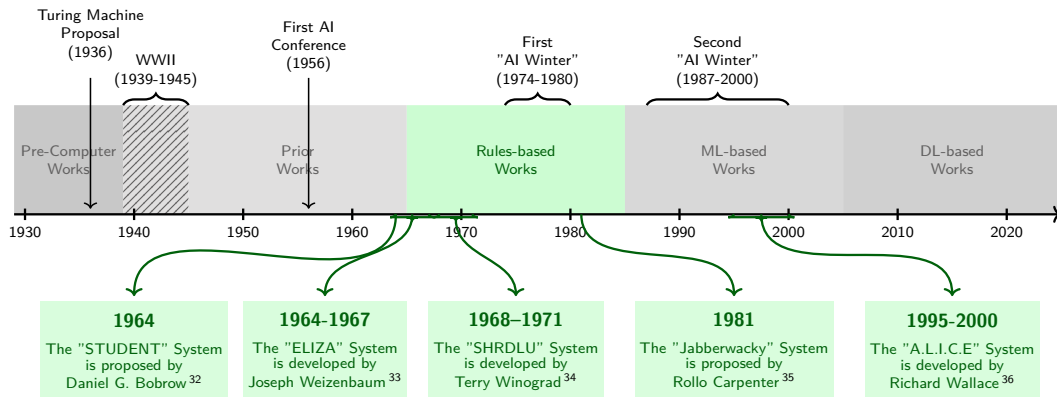 Turing Machine
Proposal
(1936)
WWII
(1939-1945)
First AI
Conference
(1956)
First
"AI Winter"
(1974-1980)
Second
"AI Winter"
(1987-2000)
Pre-Computer
Works
Prior
Works
Rules-based
Works
ML-based
Works
DL-based
Works
1930
1940
1950
1960
1970
1980
1990
2000
2010
2020
1964
The "STUDENT" System
is proposed by
Daniel G. Bobrow 32
1964-1967
The "ELIZA" System
is developed by
Joseph Weizenbaum 33
1968–1971
The "SHRDLU" System
is developed by
Terry Winograd 34
1981
The "Jabberwacky" System
is proposed by
Rollo Carpenter 35
1995-2000
The "A.L.I.C.E" System
is developed by
Richard Wallace 36